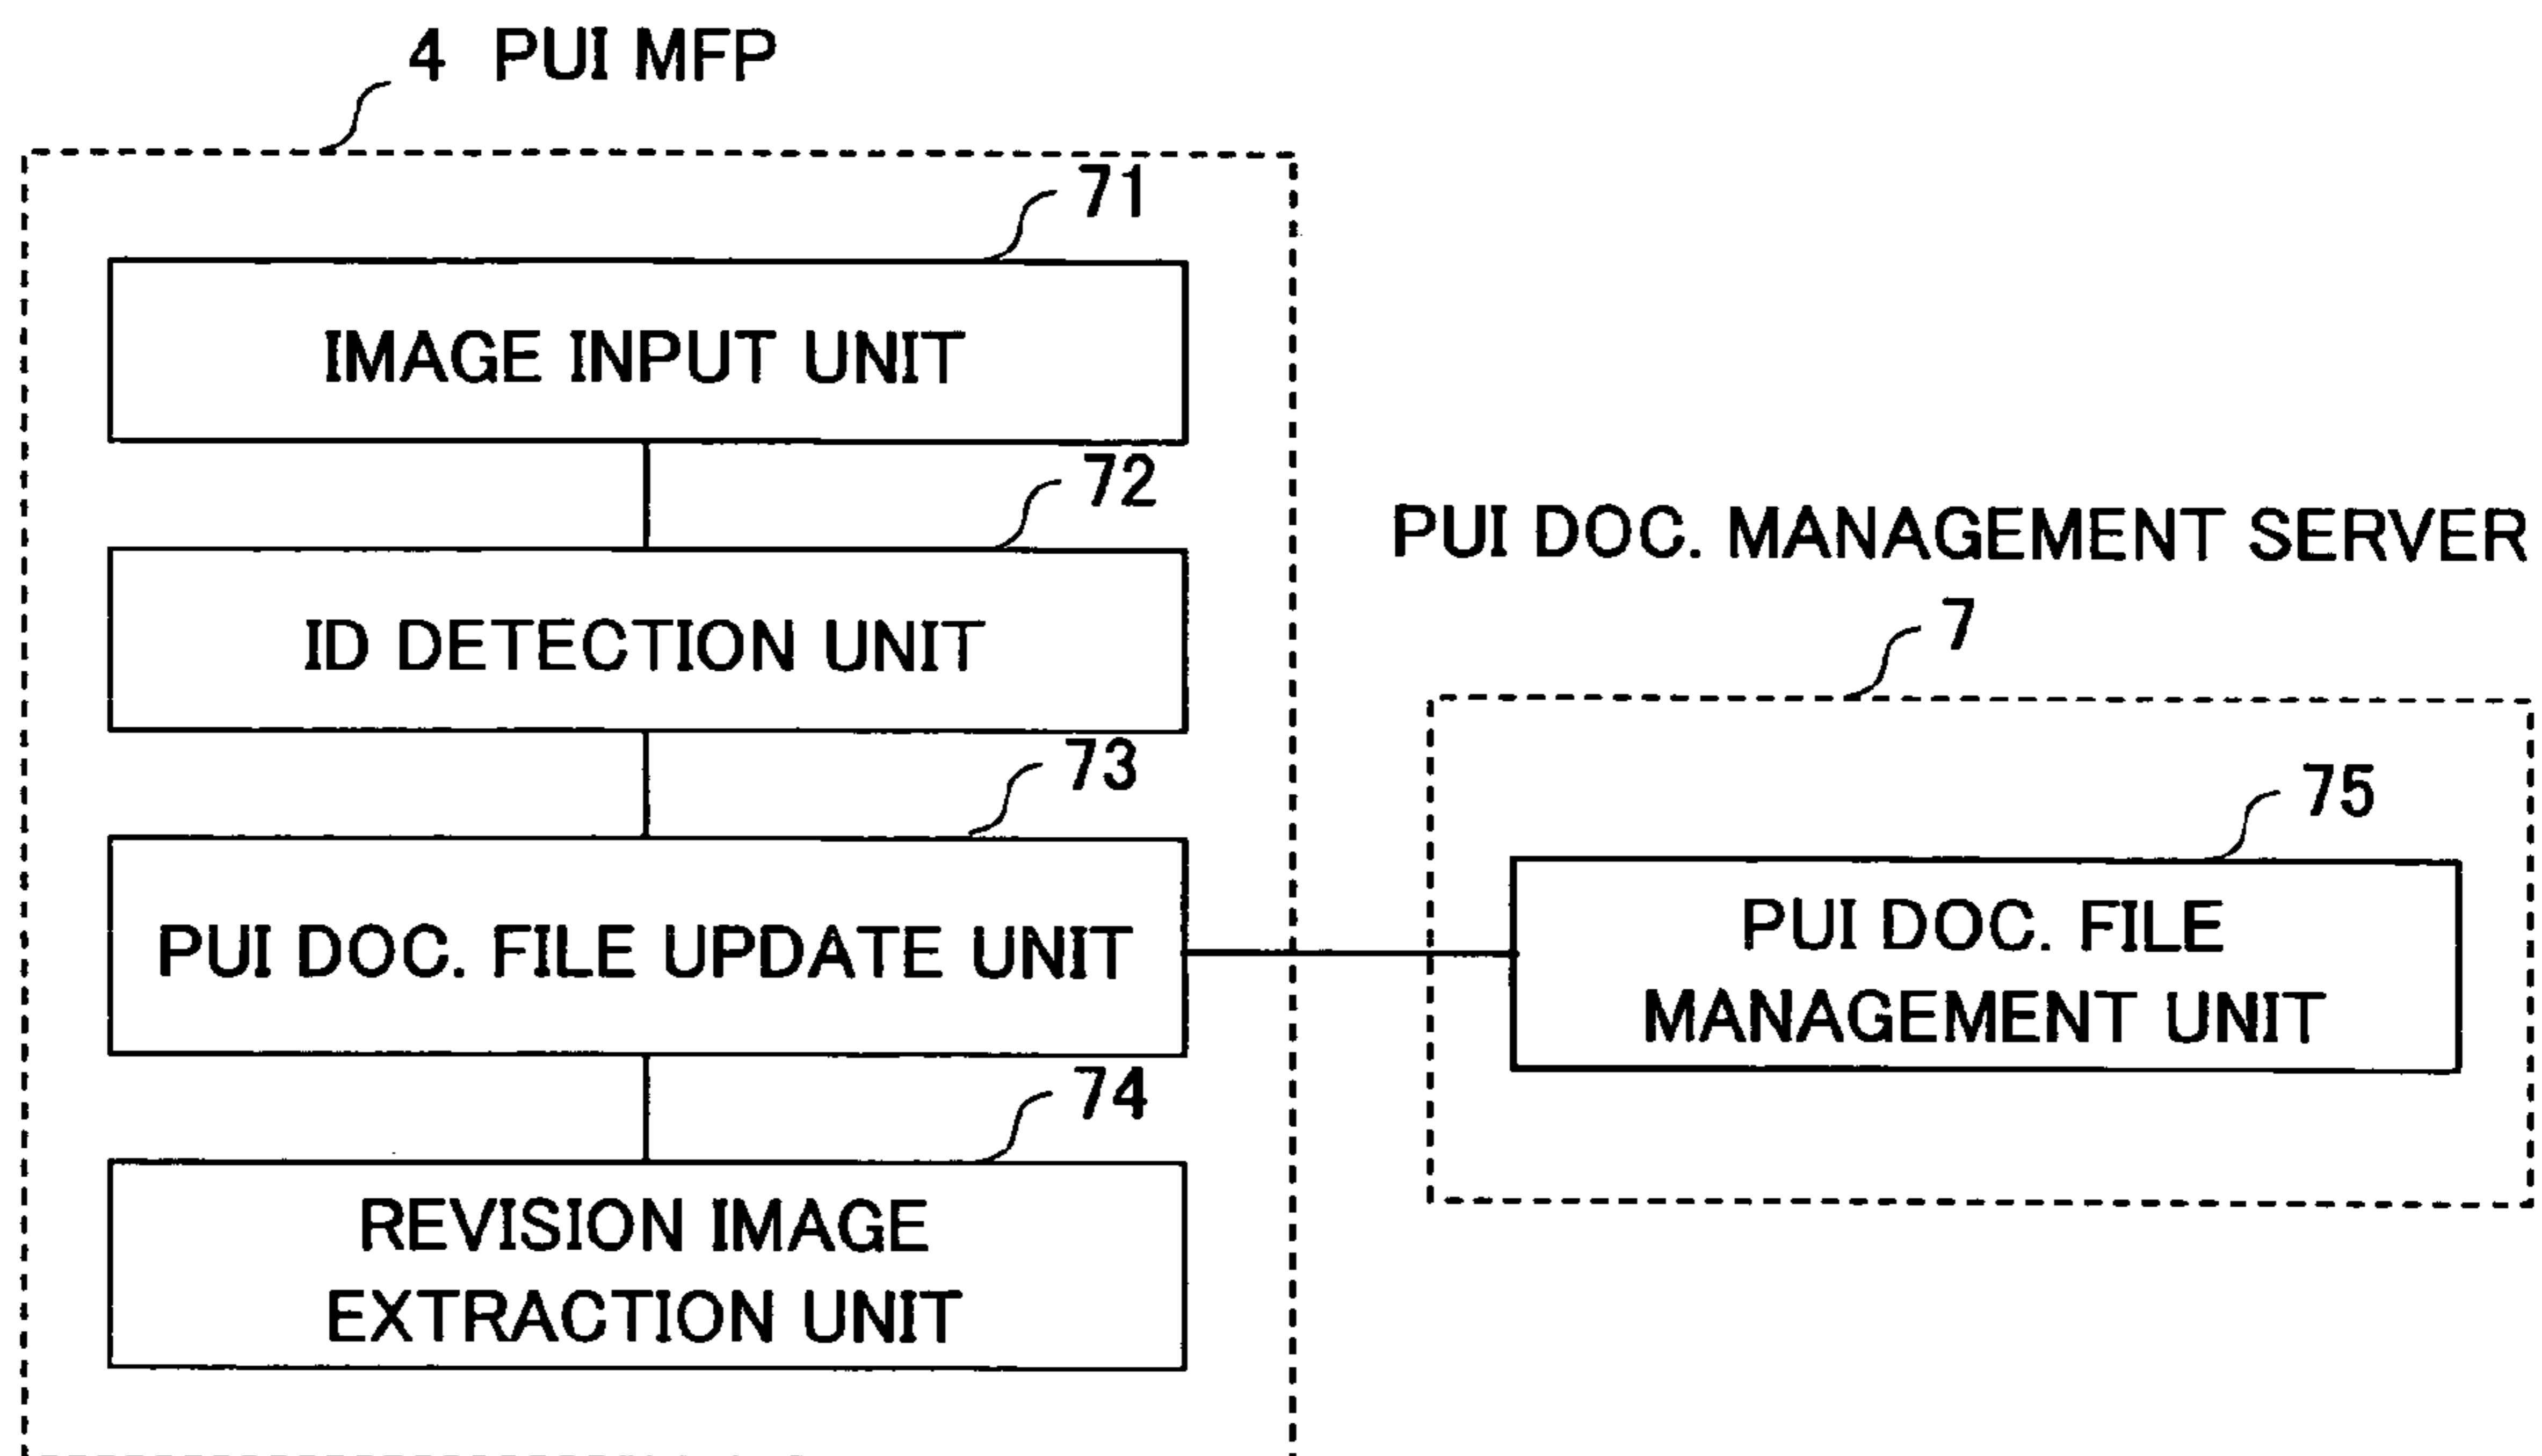 4 PUI MFP
71
IMAGE INPUT UNIT
72
ID DETECTION UNIT
73
PUI DOC. FILE UPDATE UNIT
74
REVISION IMAGE
EXTRACTION UNIT
PUI DOC. MANAGEMENT SERVER
7
75
PUI DOC. FILE
MANAGEMENT UNIT